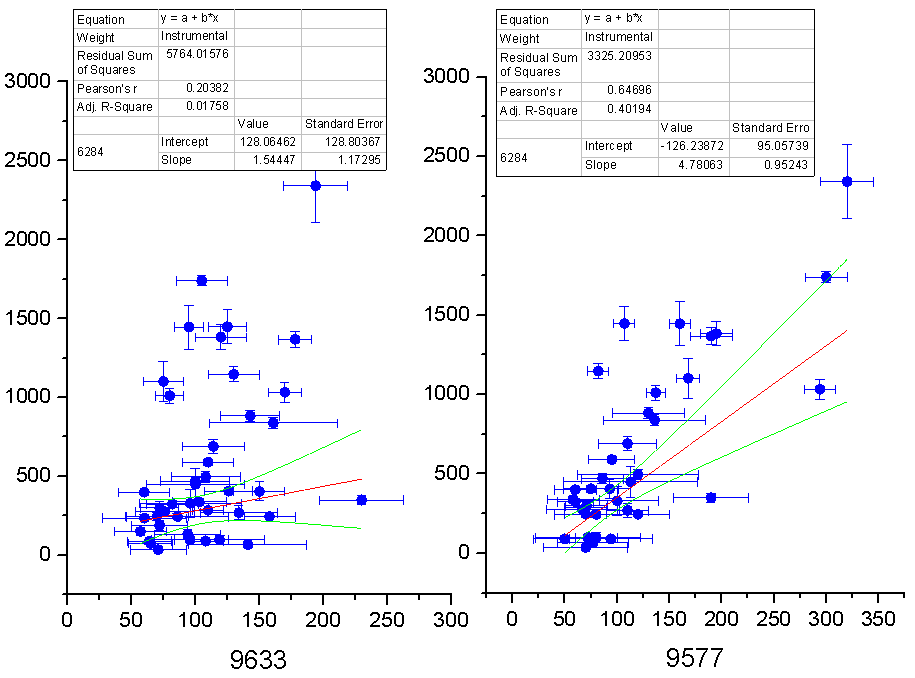 Equation y = a + b*x
Weight Instrumental
Residual Sum of Squares 5764.01576
Pearson's r 0.20382
Adj. R-Square 0.01758
Value Standard Error
6284 Intercept 128.06462 128.80367
Slope 1.54447 1.17295
3000
2500
2000
1500
1000
500
0
0 50 100 150 200 250 300
9633
Equation y = a + b*x
Weight Instrumental
Residual Sum of Squares 3325.20953
Pearson's r 0.64696
Adj. R-Square 0.40194
Value Standard Erro
6284 Intercept -126.23872 95.05739
Slope 4.78063 0.95243
3000
2500
2000
1500
1000
500
0
0 50 100 150 200 250 300 350
9577